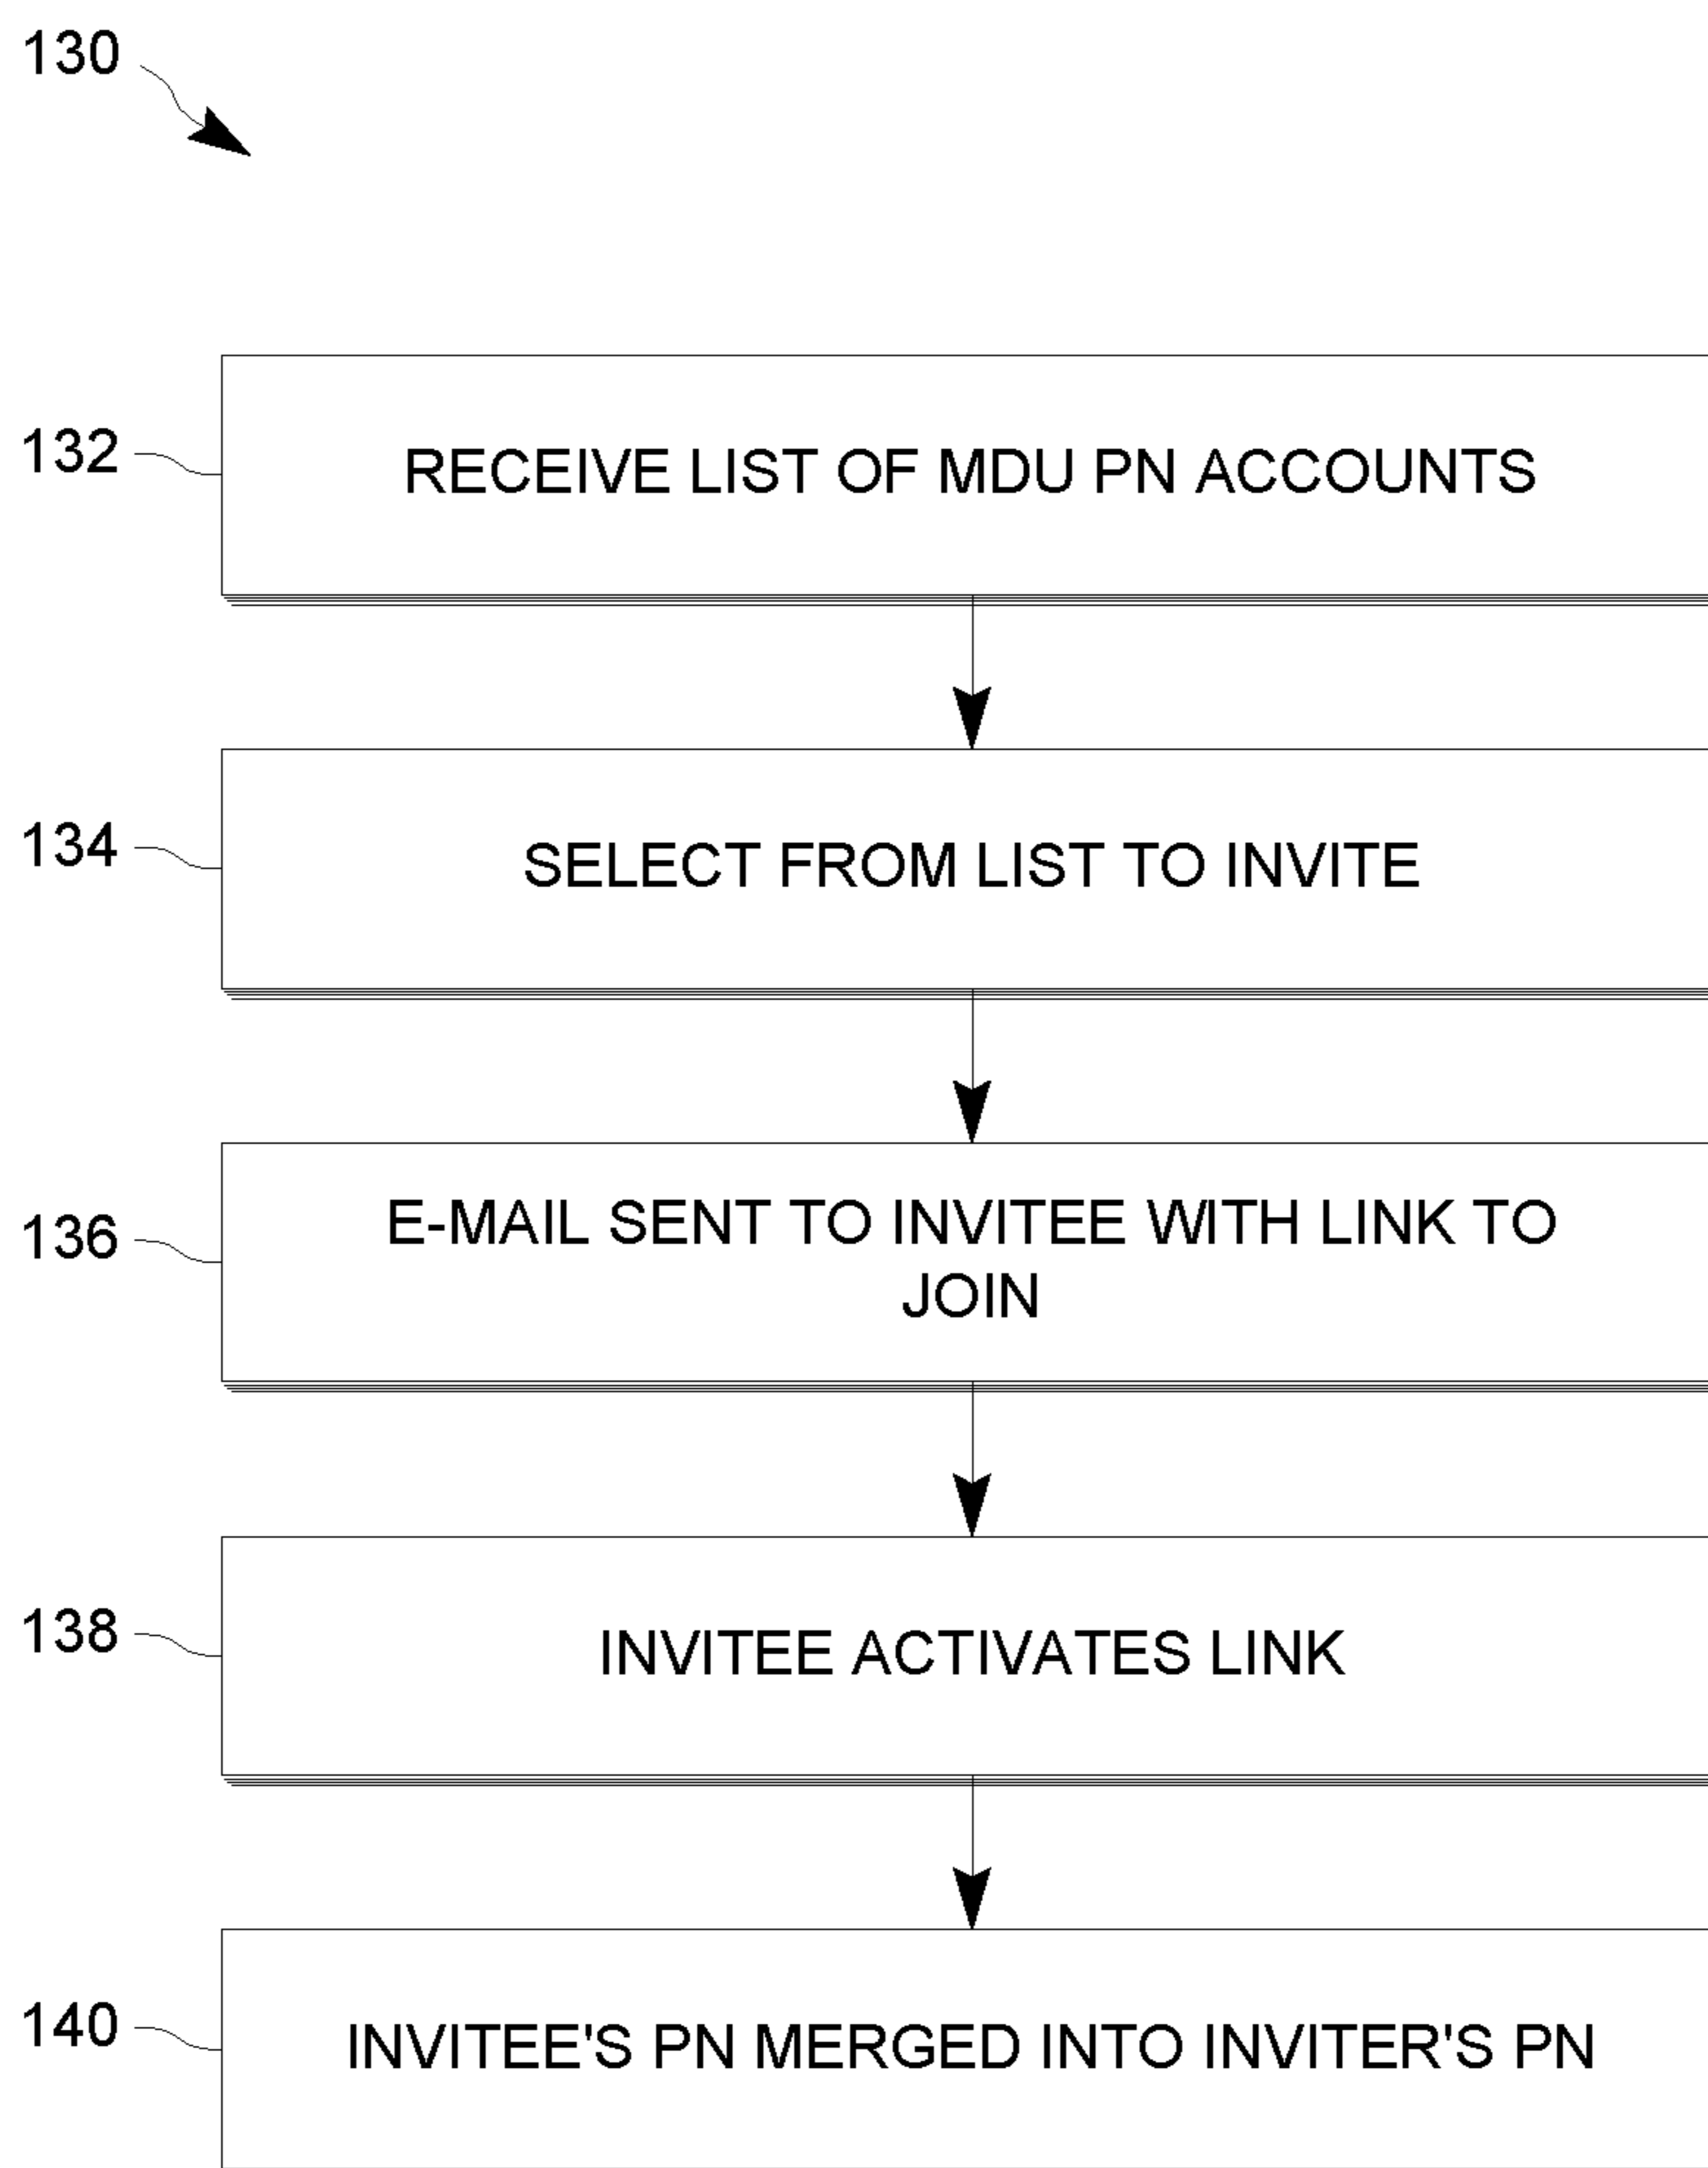 130
132
RECEIVE LIST OF MDU PN ACCOUNTS
134
SELECT FROM LIST TO INVITE
136
E-MAIL SENT TO INVITEE WITH LINK TO
JOIN
138
INVITEE ACTIVATES LINK
140
INVITEE'S PN MERGED INTO INVITER'S PN